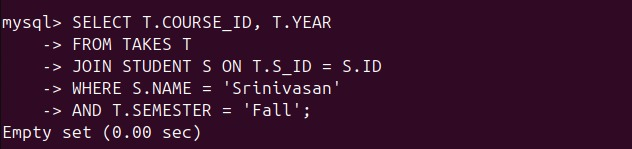 mysql> SELECT T.COURSE_ID, T.YEAR
    -> FROM TAKES T
    -> JOIN STUDENT S ON T.S_ID = S.ID
    -> WHERE S.NAME = 'Srinivasan'
    -> AND T.SEMESTER = 'Fall';
Empty set (0.00 sec)